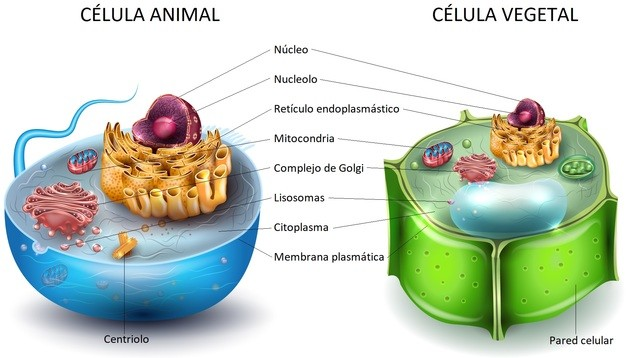 CÉLULA ANIMAL
CÉLULA VEGETAL
Núcleo
Nucleolo
Retículo endoplasmástico
Mitocondria
Complejo de Golgi
Lisosomas
Citoplasma
Membrana plasmática
Centriolo
Pared celular